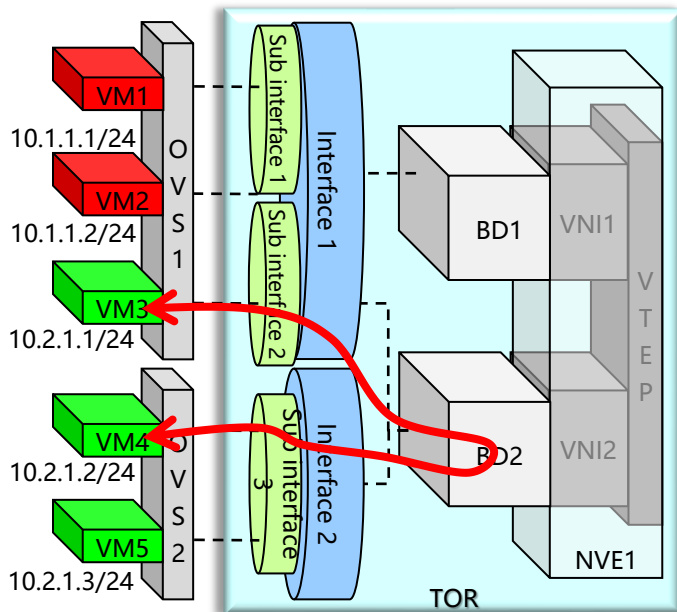 VM1
10.1.1.1/24
VM2
10.1.1.2/24
VM3
10.2.1.1/24
OVS1
VM4
10.2.1.2/24
VM5
10.2.1.3/24
OVS2
Sub interface 1
Sub interface 2
Interface 1
Sub interface
3
Interface 2
BD1
VNI1
BD2
VNI2
VTEP
NVE1
TOR